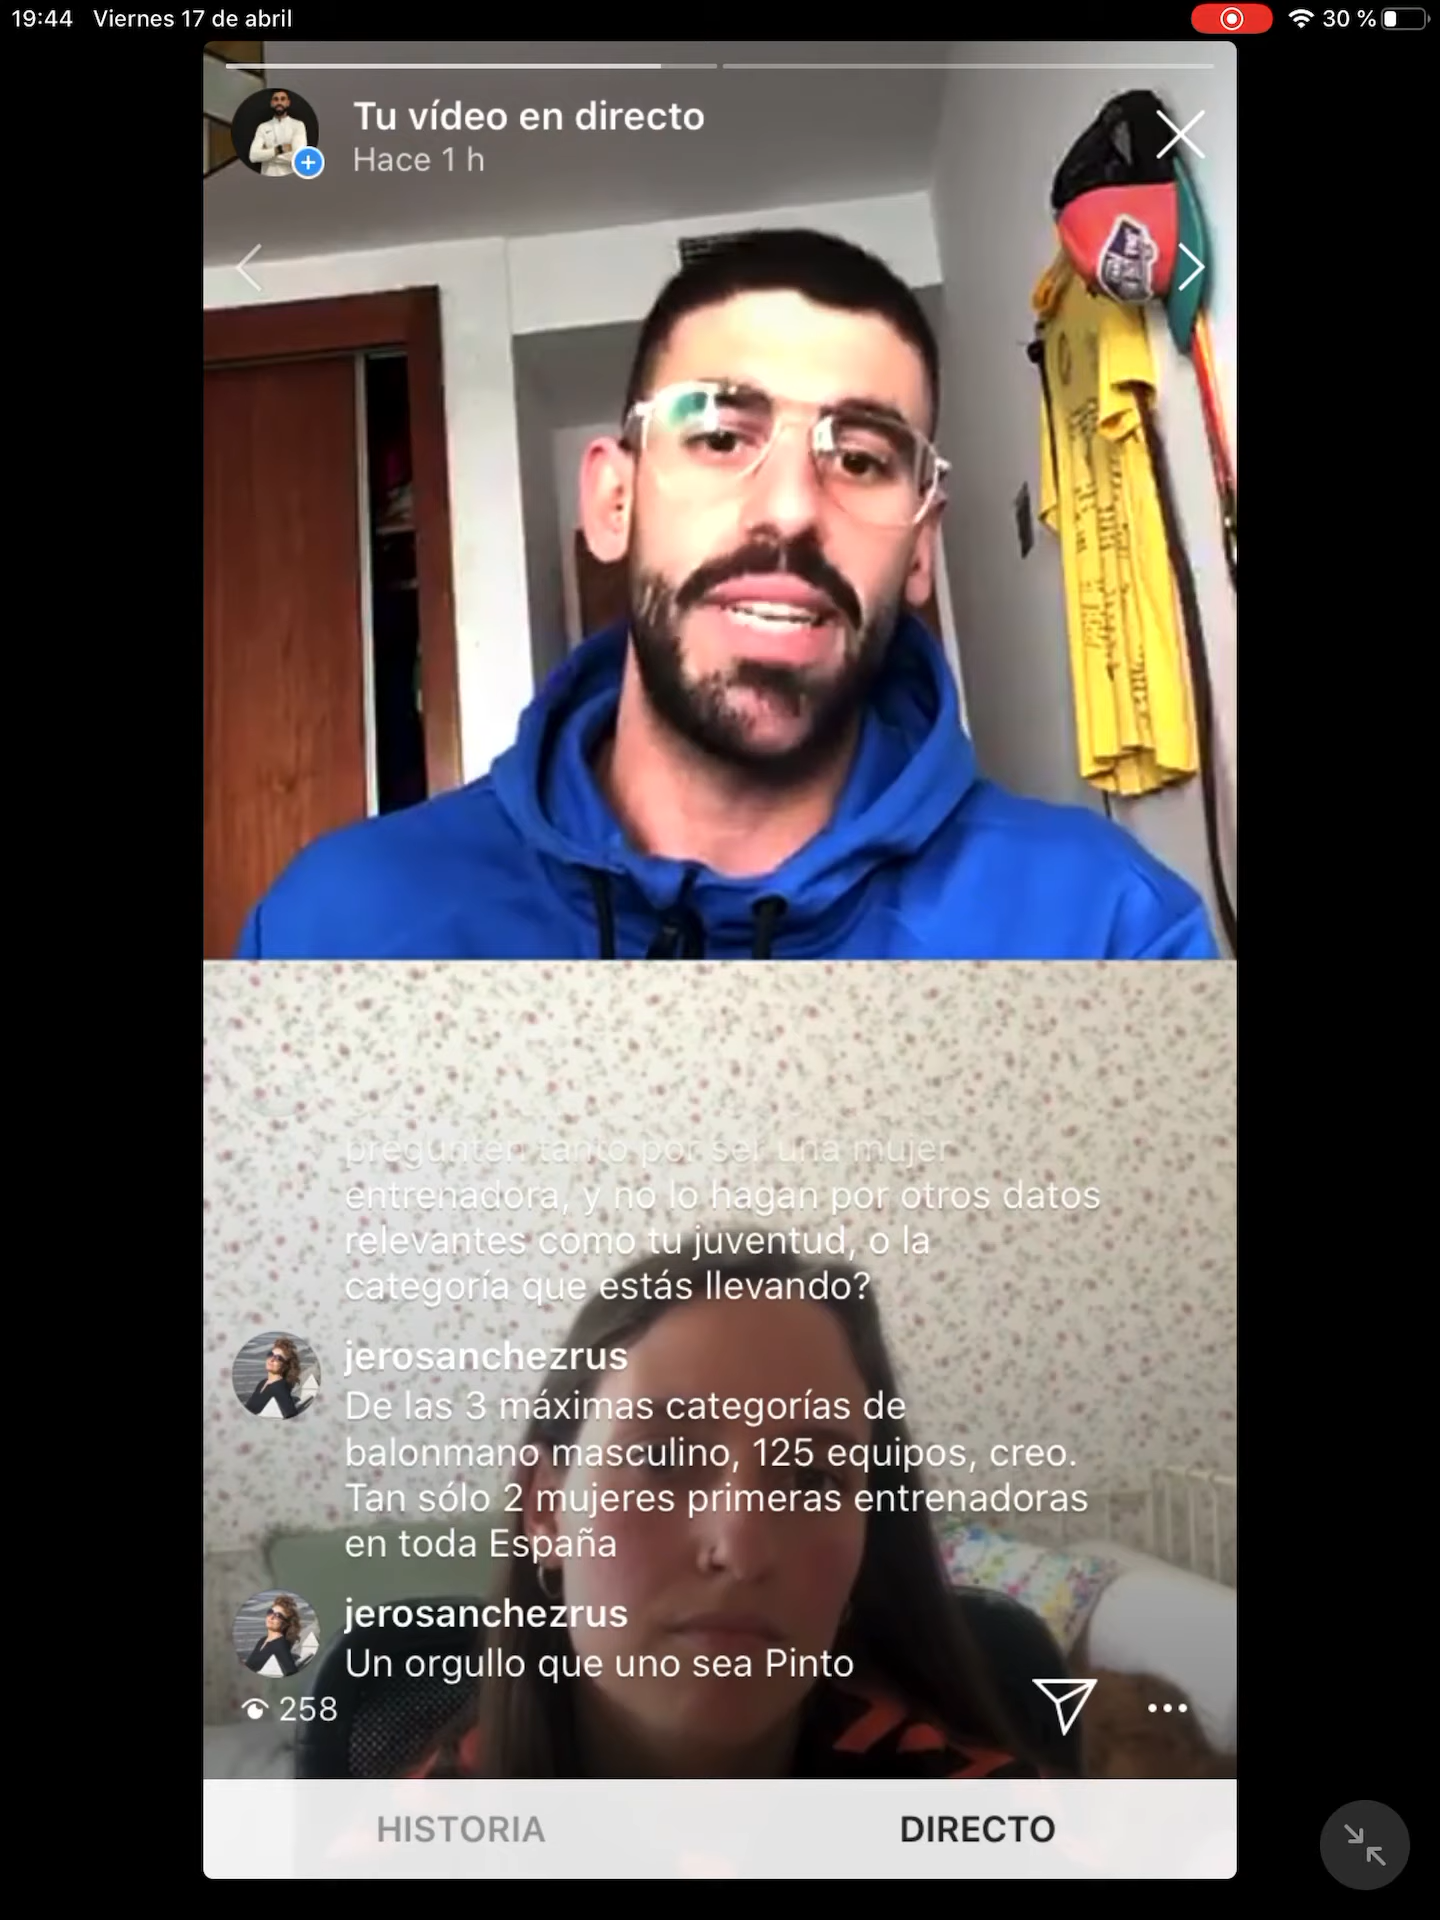 19:44 Viernes 17 de abril
30 %
Tu vídeo en directo
Hace 1 h
pregunten tanto por ser una mujer
entrenadora, y no lo hagan por otros datos
relevantes como tu juventud, o la
categoría que estás llevando?
jerosanchezrus
De las 3 máximas categorías de
balonmano masculino, 125 equipos, creo.
Tan sólo 2 mujeres primeras entrenadoras
en toda España
jerosanchezrus
Un orgullo que uno sea Pinto
258
HISTORIA
DIRECTO